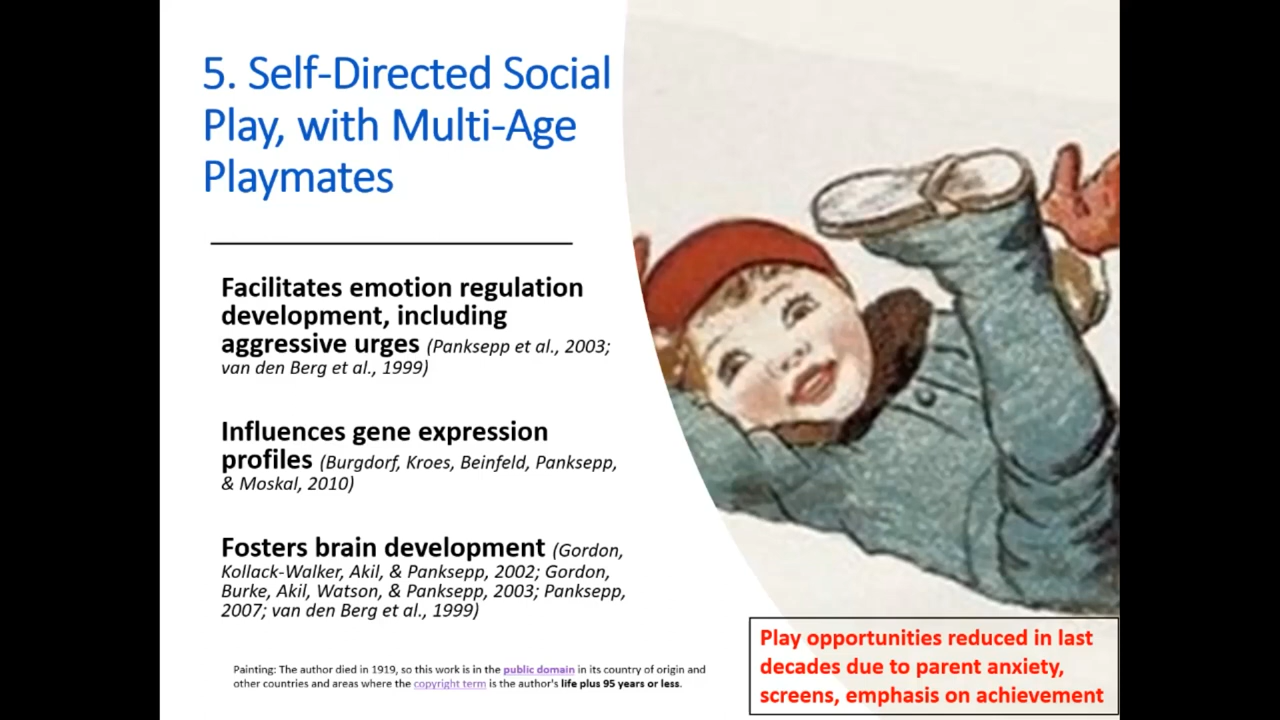 5. Self-Directed Social
Play, with Multi-Age
Playmates
Facilitates emotion regulation
development, including
aggressive urges (Panksepp et al., 2003;
van den Berg et al., 1999)
Influences gene expression
profiles (Burgdorf, Kroes, Beinfeld, Panksepp,
& Moskal, 2010)
Fosters brain development (Gordon,
Kollack-Walker, Akil, & Panksepp, 2002; Gordon,
Burke, Akil, Watson, & Panksepp, 2003; Panksepp,
2007; van den Berg et al., 1999)
Painting: The author died in 1919, so this work is in the public domain in its country of origin and
other countries and areas where the copyright term is the author's life plus 95 years or less.
Play opportunities reduced in last
decades due to parent anxiety,
screens, emphasis on achievement